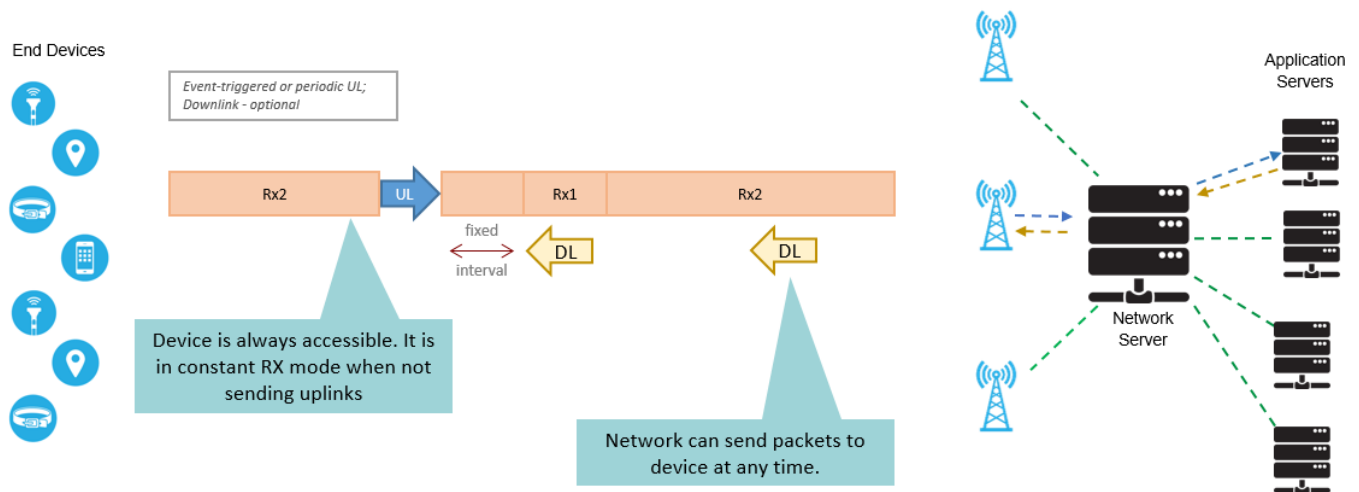 End Devices
Event-triggered or periodic UL;
Downlink - optional
Rx2
UL
Rx1
Rx2
fixed
interval
DL
DL
Device is always accessible. It is
in constant RX mode when not
sending uplinks
Network can send packets to
device at any time.
Network
Server
Application
Servers